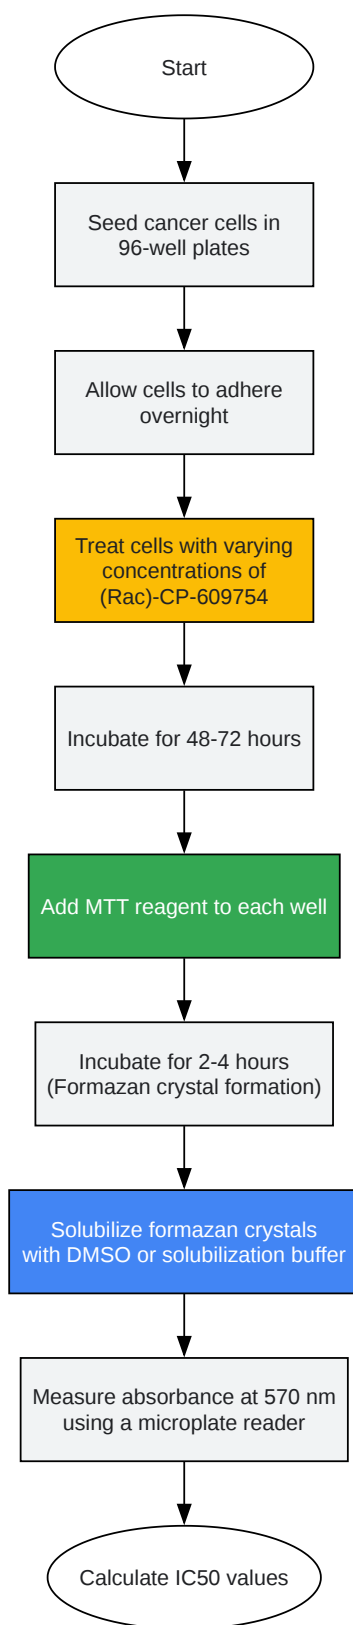 Start
Seed cancer cells in
96-well plates
Allow cells to adhere
overnight
Treat cells with varying
concentrations of
(Rac)-CP-609754
Incubate for 48-72 hours
Add MTT reagent to each well
Incubate for 2-4 hours
(Formazan crystal formation)
Solubilize formazan crystals
with DMSO or solubilization buffer
Measure absorbance at 570 nm
using a microplate reader
Calculate IC50 values